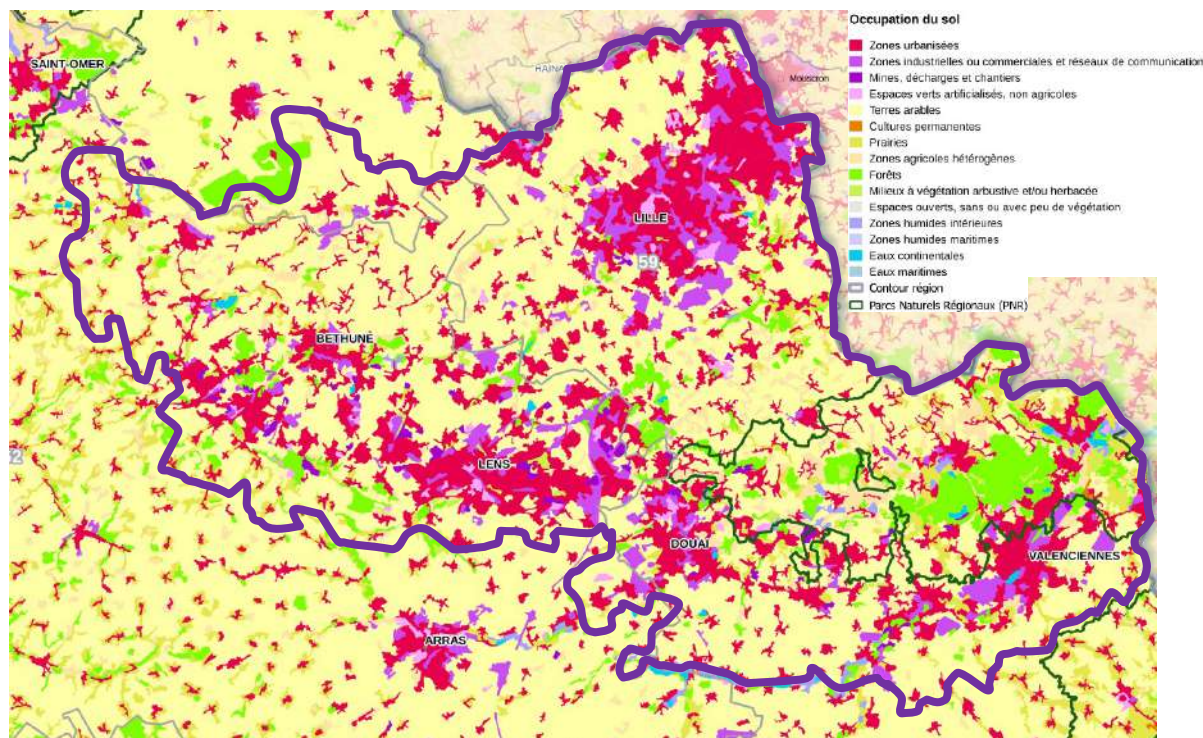 Occupation du sol
Zones urbanisées
Zones industrielles ou commerciales et réseaux de communication
Mines, décharges et chantiers
Espaces verts artificialisés, non agricoles
Terres arables
Cultures permanentes
Prairies
Zones agricoles hétérogènes
Forêts
Milieux à végétation arbustive et/ou herbacée
Espaces ouverts, sans ou avec peu de végétation
Zones humides intérieures
Zones humides maritimes
Eaux continentales
Eaux maritimes
Contour région
Parcs Naturels Régionaux (PNR)
SAINT-OMER
HAINA
Mouscron
LILLE
59
BETHUNE
LENS
DOUAI
VALENCIENNES
ARRAS